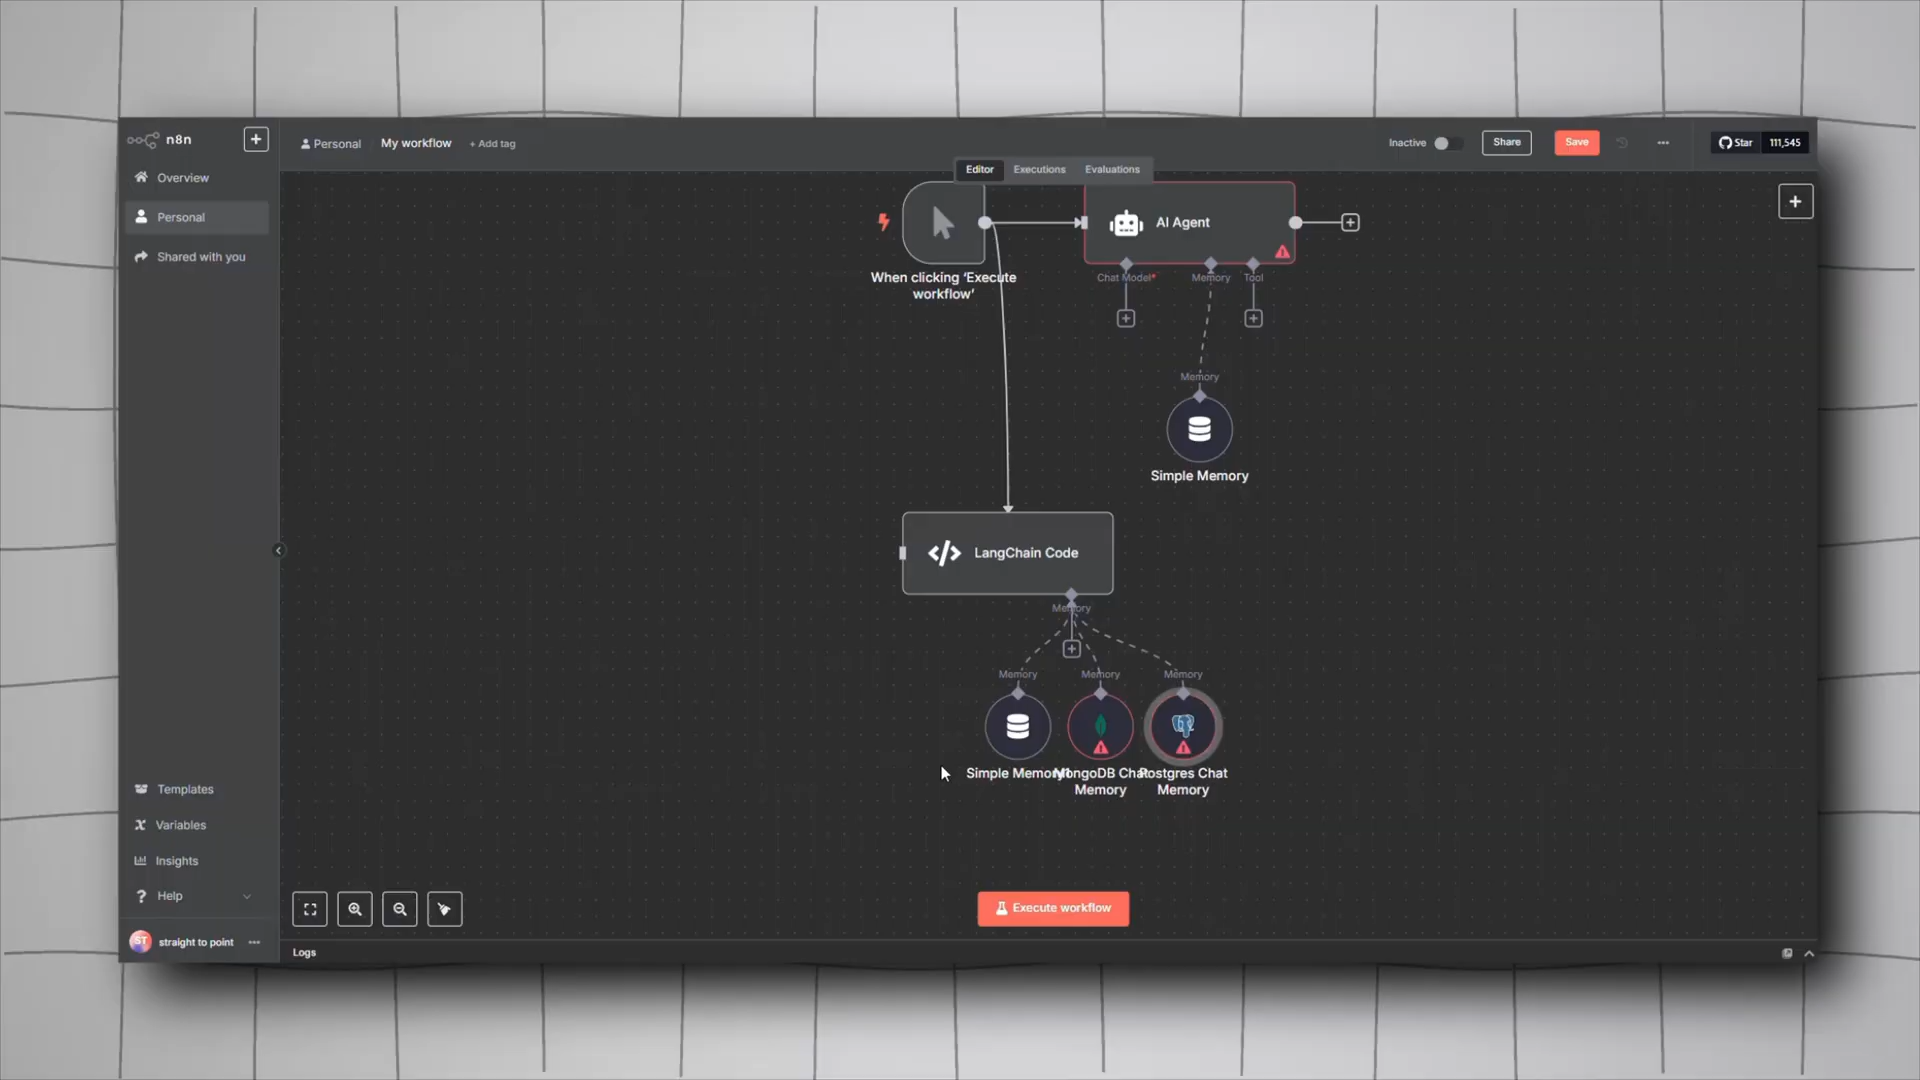 n8n
Overview
Personal
Shared with you
Templates
Variables
Insights
Help
ST
straight to point
Personal
My workflow
+ Add tag
Inactive
Share
Save
Star
111,545
Editor
Executions
Evaluations
When clicking ‘Execute
workflow’
AI Agent
Chat Model*
Memory
Tool
Memory
Simple Memory
LangChain Code
Memory
Memory
Memory
Memory
Simple Memory1
MongoDB Chat
Memory
Postgres Chat
Memory
Execute workflow
Logs